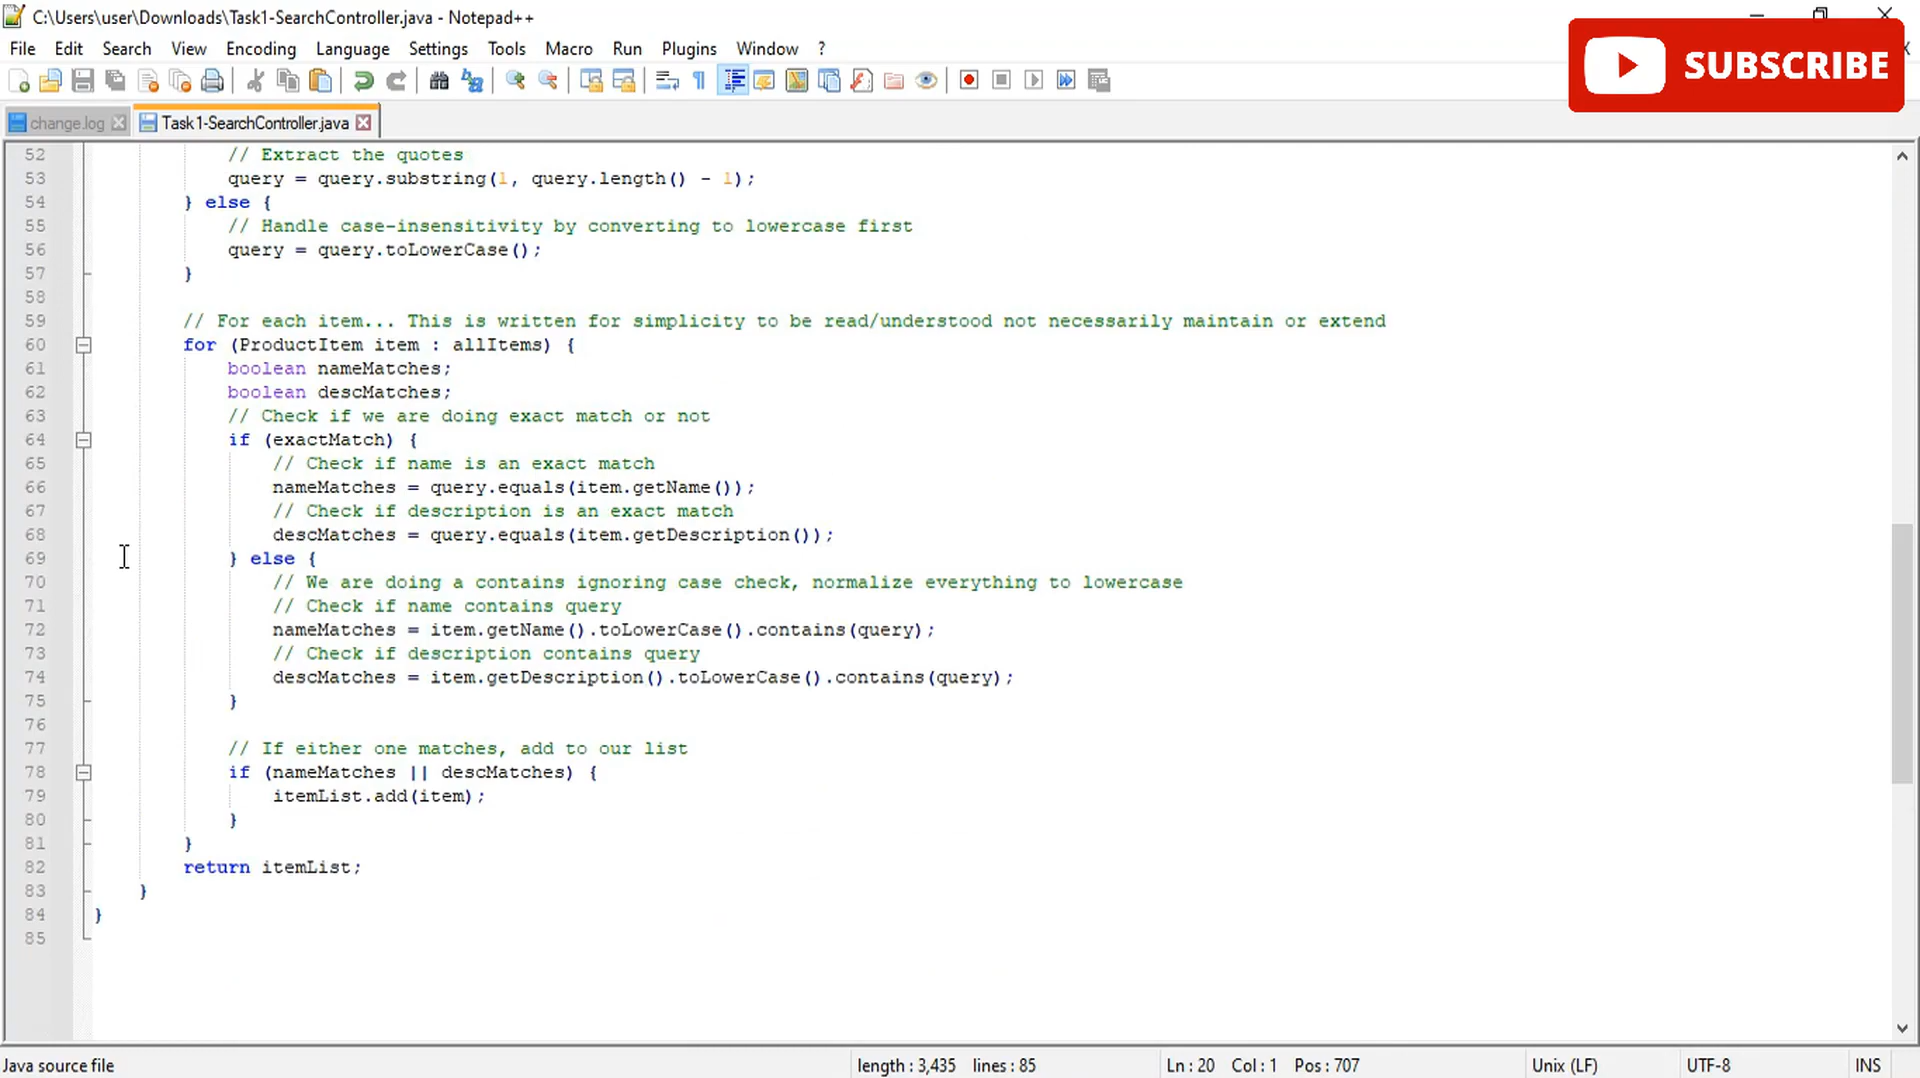 C:\Users\user\Downloads\Task1-SearchController.java - Notepad++
File Edit Search View Encoding Language Settings Tools Macro Run Plugins Window ?
SUBSCRIBE
change.log Task1-SearchController.java
52 // Extract the quotes
53 query = query.substring(1, query.length() - 1);
54 } else {
55 // Handle case-insensitivity by converting to lowercase first
56 query = query.toLowerCase();
57 }
58
59 // For each item... This is written for simplicity to be read/understood not necessarily maintain or extend
60 for (ProductItem item : allItems) {
61 boolean nameMatches;
62 boolean descMatches;
63 // Check if we are doing exact match or not
64 if (exactMatch) {
65 // Check if name is an exact match
66 nameMatches = query.equals(item.getName());
67 // Check if description is an exact match
68 descMatches = query.equals(item.getDescription());
69 } else {
70 // We are doing a contains ignoring case check, normalize everything to lowercase
71 // Check if name contains query
72 nameMatches = item.getName().toLowerCase().contains(query);
73 // Check if description contains query
74 descMatches = item.getDescription().toLowerCase().contains(query);
75 }
76
77 // If either one matches, add to our list
78 if (nameMatches || descMatches) {
79 itemList.add(item);
80 }
81 }
82 return itemList;
83 }
84 }
85
Java source file length : 3,435 lines : 85 Ln : 20 Col : 1 Pos : 707 Unix (LF) UTF-8 INS